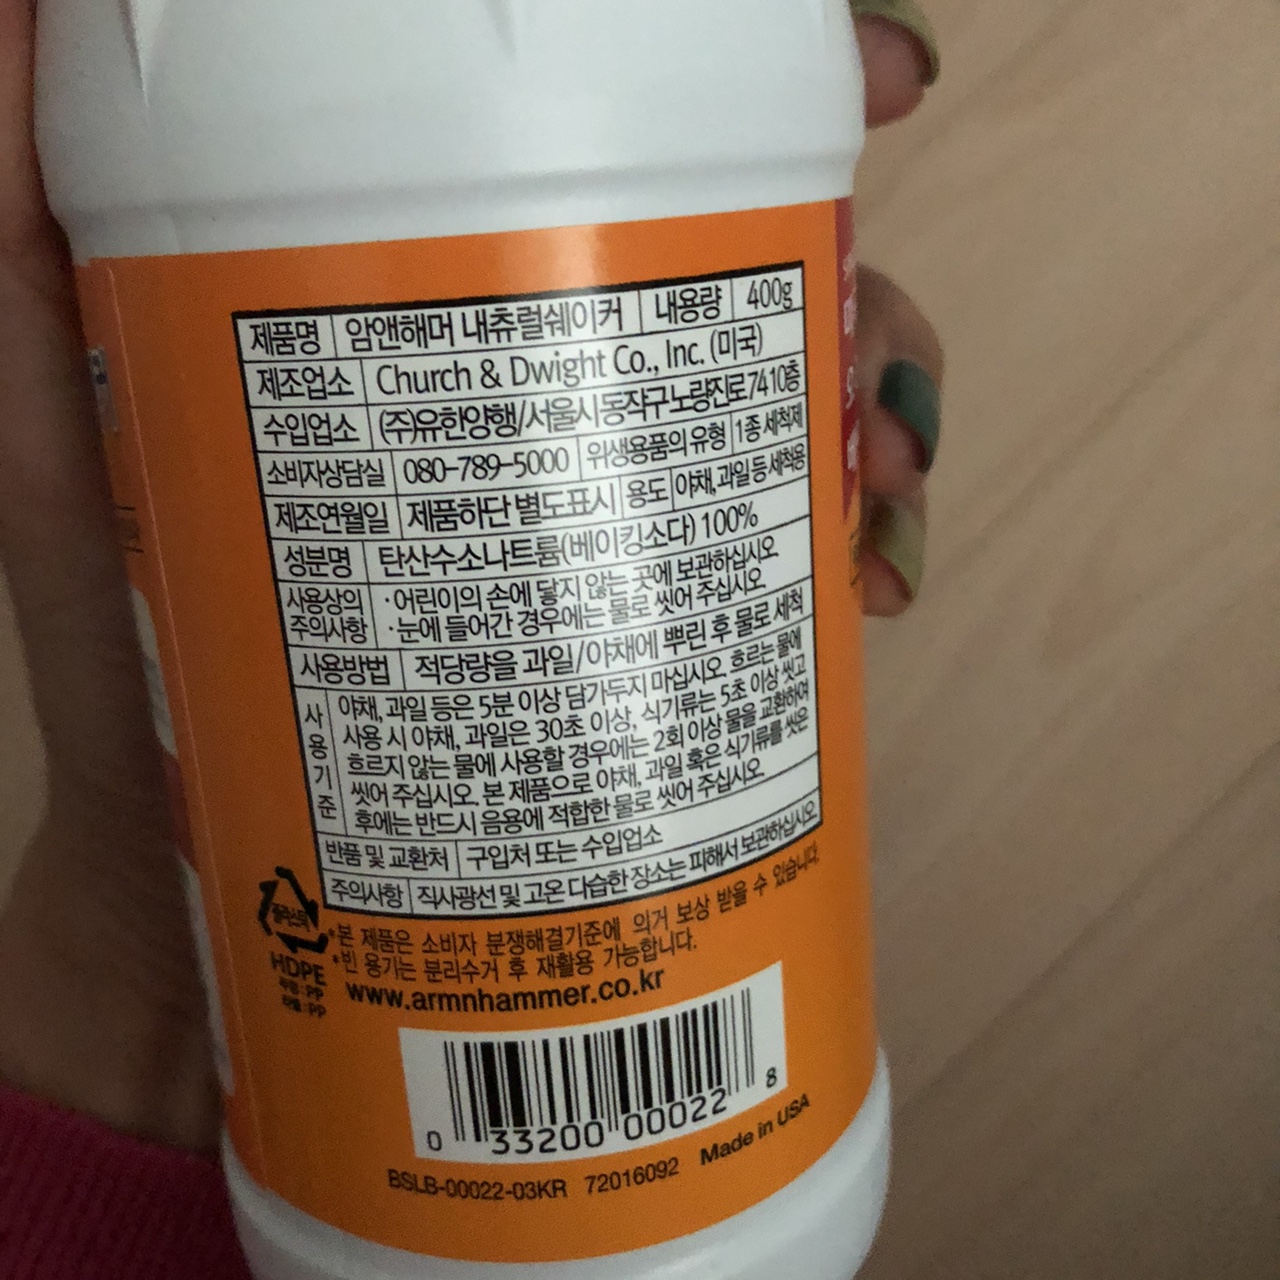 제품명 암앤해머 내츄럴쉐이커 내용량 400g
제조업소 Church & Dwight Co., Inc. (미국)
수입업소 (주)유한양행/서울시 동작구 노량진로 74 10층
소비자상담실 080-789-5000 위생용품의 유형 1종 세척제
제조연월일 제품하단 별도표시 용도 야채, 과일 등 세척용
성분명 탄산수소나트륨(베이킹소다) 100%
사용상의 주의사항
·어린이의 손에 닿지 않는 곳에 보관하십시오
·눈에 들어간 경우에는 물로 씻어 주십시오
사용방법 적당량을 과일/야채에 뿌린 후 물로 세척
사용기준
야채, 과일 등은 5분 이상 담가두지 마십시오. 흐르는 물에
사용 시 야채, 과일은 30초 이상, 식기류는 5초 이상 씻고
흐르지 않는 물에 사용할 경우에는 2회 이상 물을 교환하여
씻어 주십시오. 본 제품으로 야채, 과일 혹은 식기류를 씻은
후에는 반드시 음용에 적합한 물로 씻어 주십시오
반품 및 교환처 구입처 또는 수입업소
주의사항 직사광선 및 고온 다습한 장소는 피해서 보관하십시오.
*본 제품은 소비자 분쟁해결기준에 의거 보상 받을 수 있습니다.
*빈 용기는 분리수거 후 재활용 가능합니다.
www.armnhammer.co.kr
플라스틱
HDPE
0 33200 00022 8
BSLB-00022-03KR 72016092 Made in USA